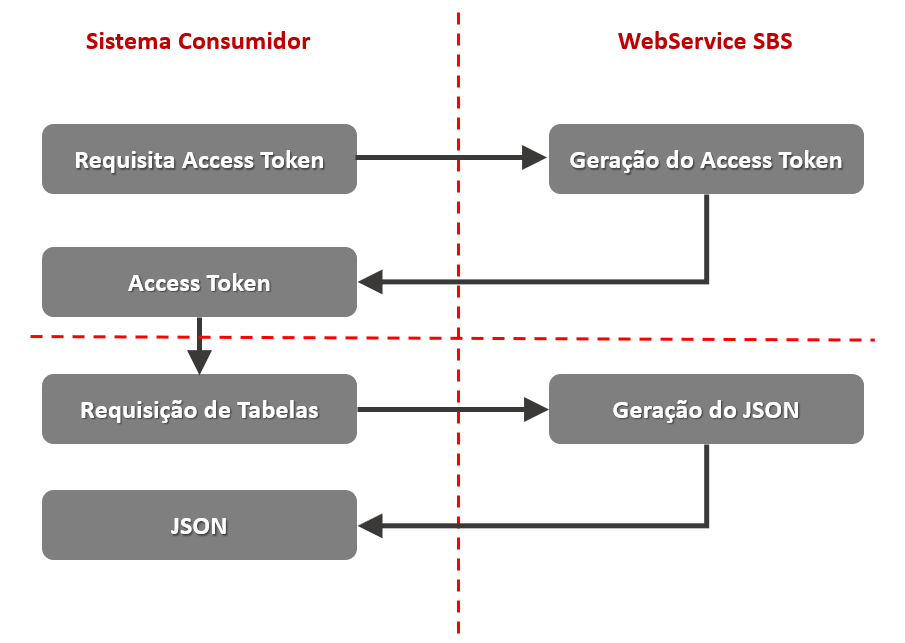 Sistema Consumidor
WebService SBS
Requisita Access Token
Geração do Access Token
Access Token
Requisição de Tabelas
Geração do JSON
JSON